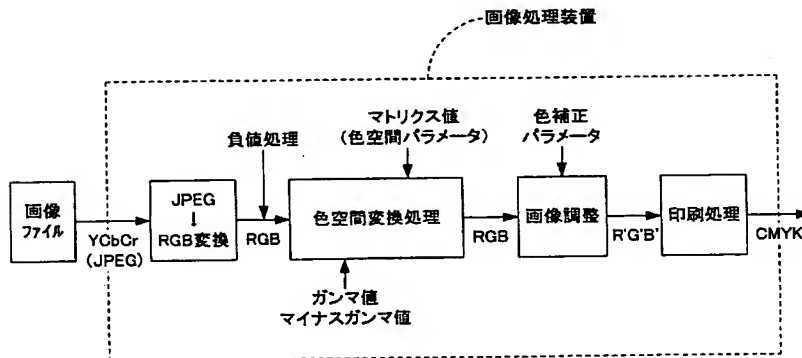 画像処理装置
マトリクス値
(色空間パラメータ)
色補正
パラメータ
負値処理
画像
ファイル
YCbCr
(JPEG)
JPEG
↓
RGB変換
RGB
色空間変換処理
RGB
画像調整
R'G'B'
印刷処理
CMYK
ガンマ値
マイナスガンマ値